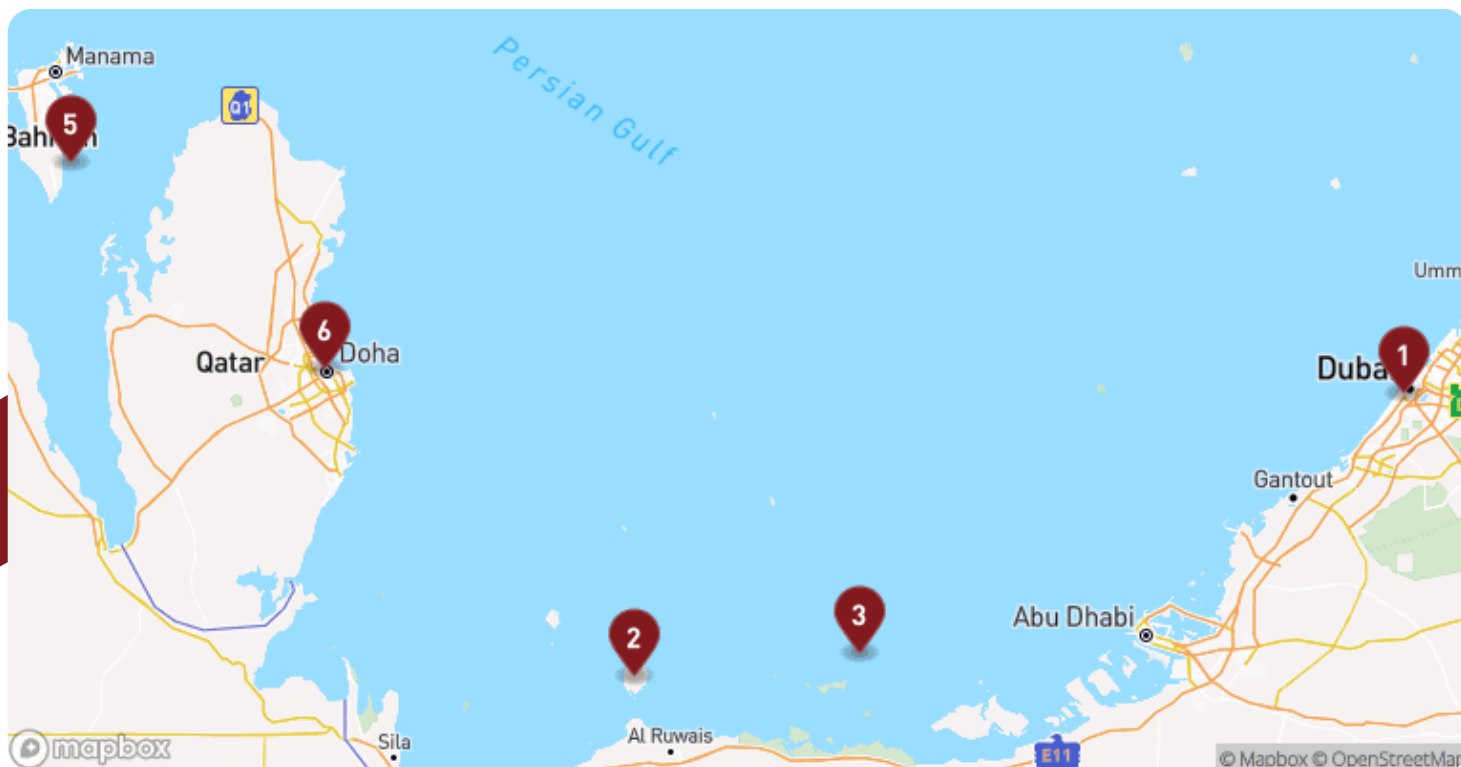 Manama
5
Bahrain
Q1
Persian Gulf
Umm
6
Doha
Qatar
1
Duba
Gantout
3
2
Abu Dhabi
Al Ruwais
Sila
E11
mapbox
© Mapbox © OpenStreetMap